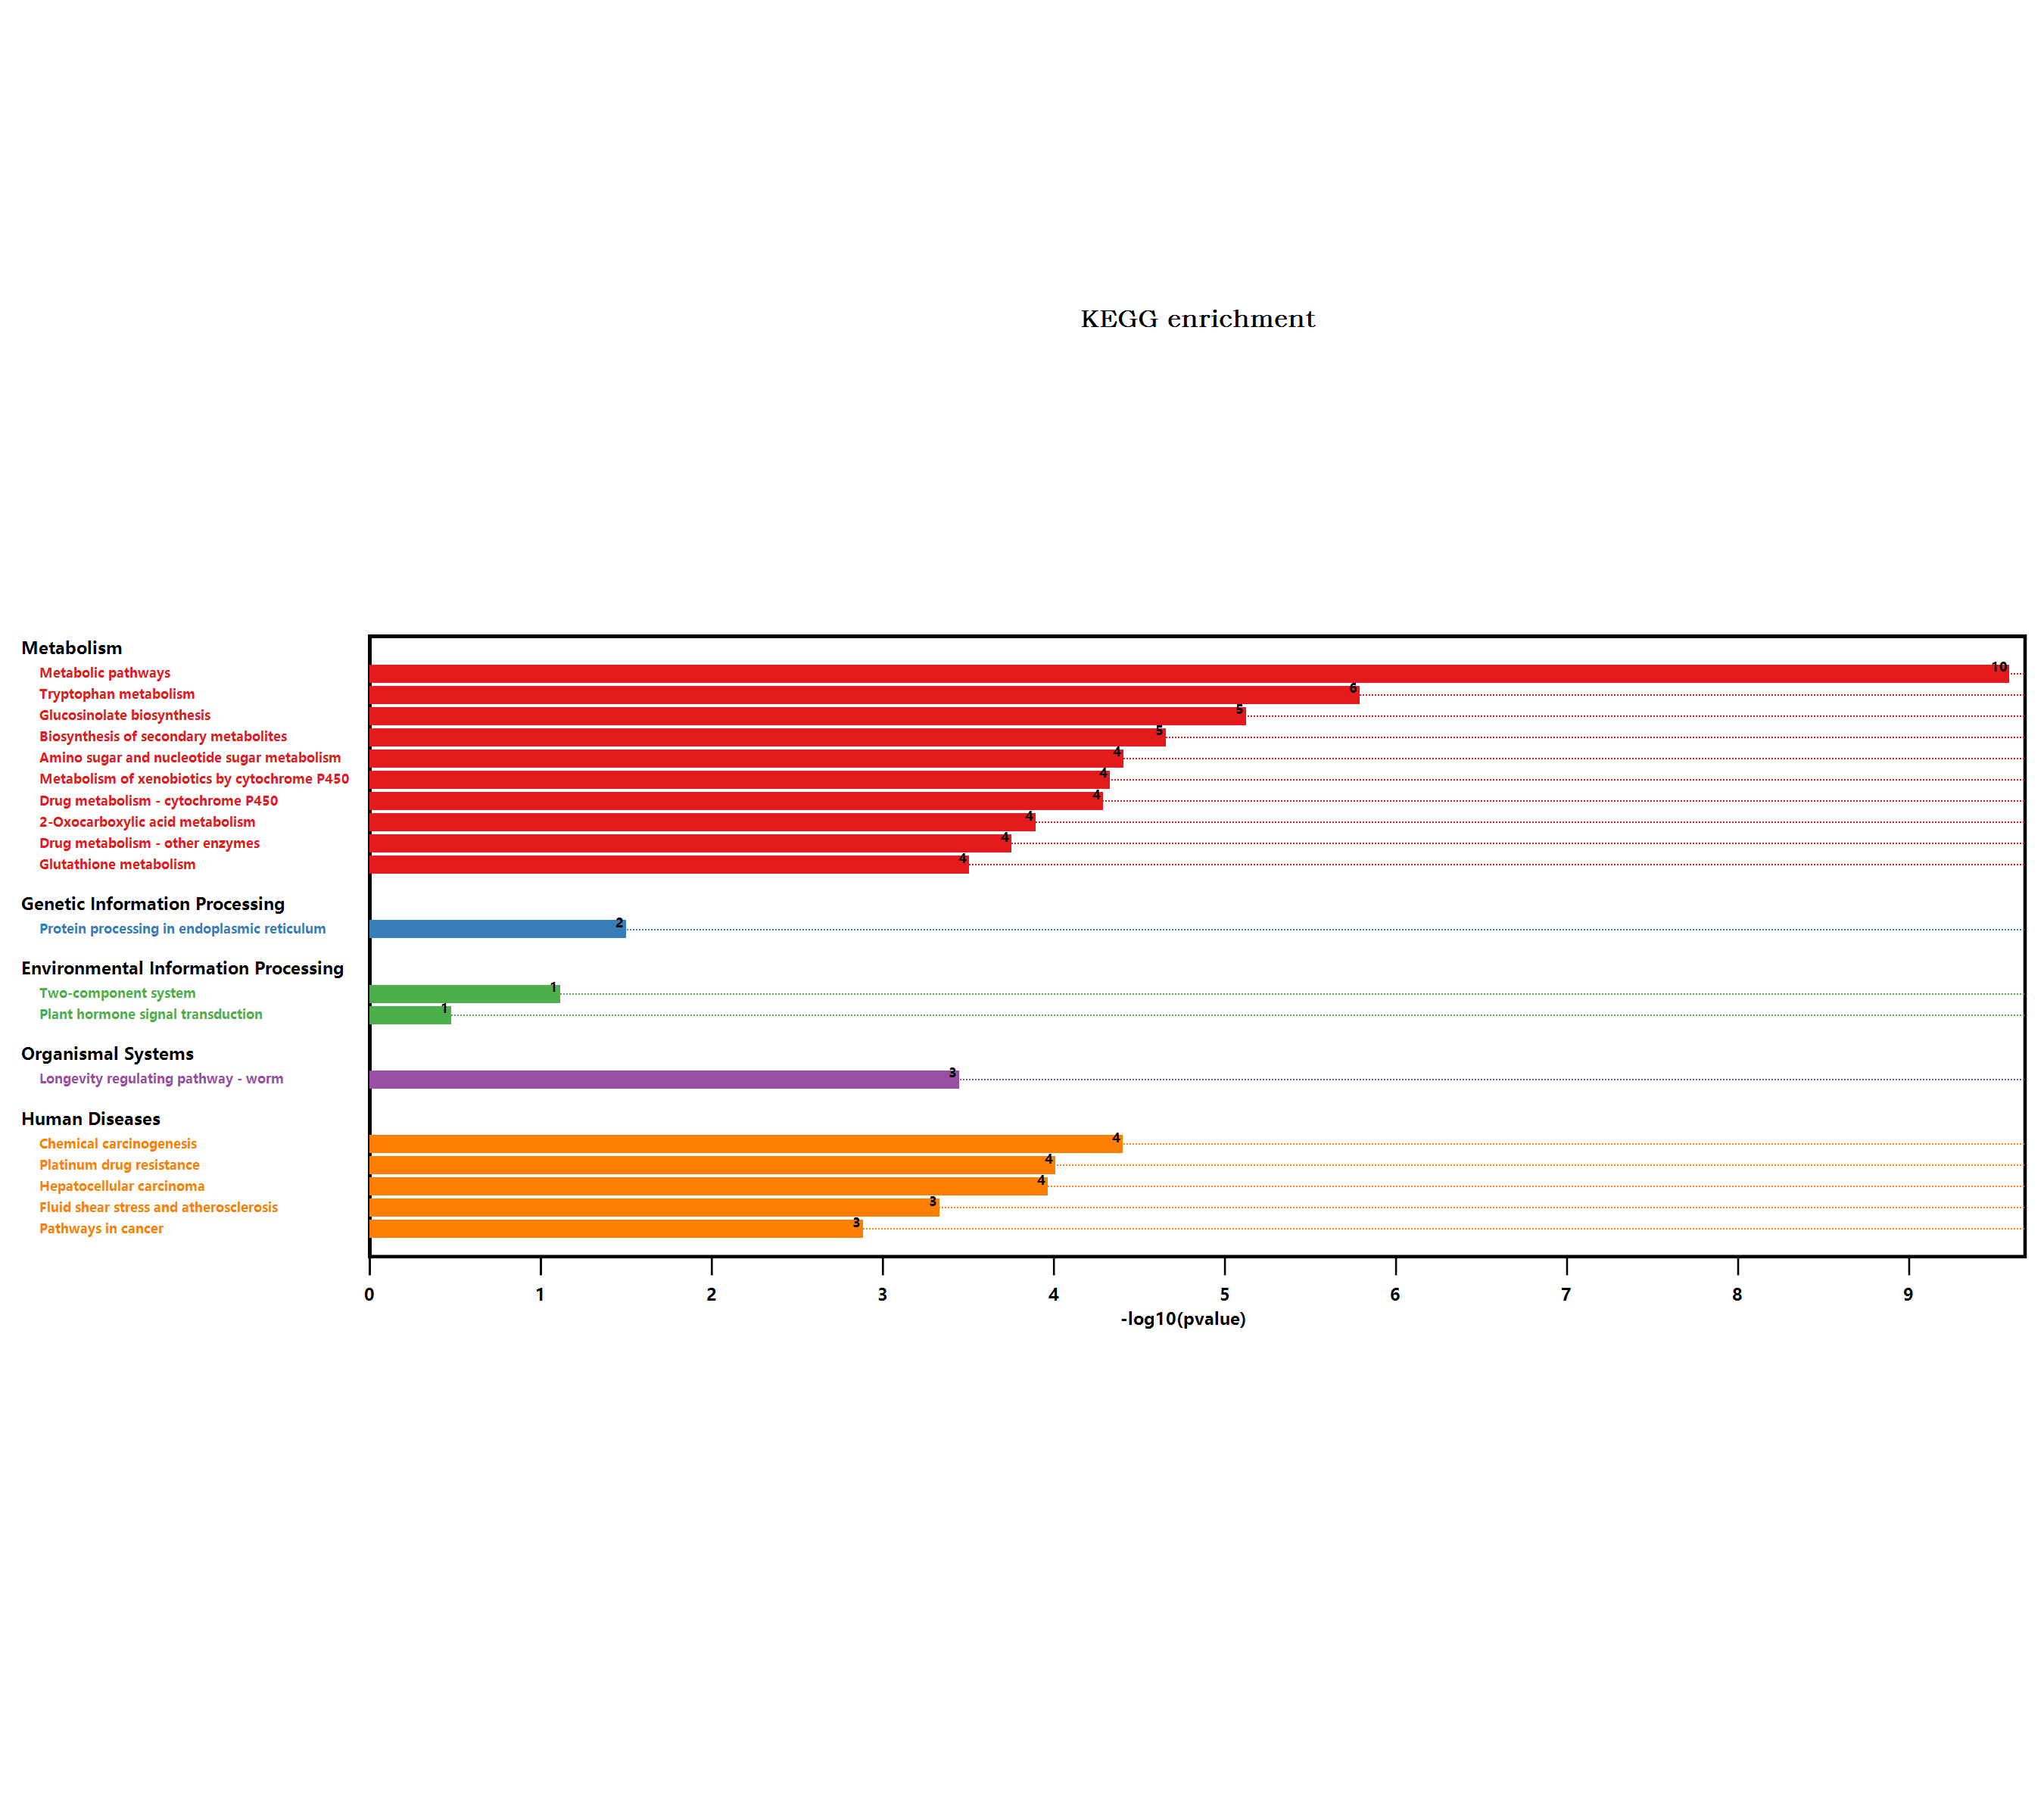 KEGG enrichment
Metabolism
Metabolic pathways 10
Tryptophan metabolism 6
Glucosinolate biosynthesis 5
Biosynthesis of secondary metabolites 5
Amino sugar and nucleotide sugar metabolism 4
Metabolism of xenobiotics by cytochrome P450 4
Drug metabolism - cytochrome P450 4
2-Oxocarboxylic acid metabolism 4
Drug metabolism - other enzymes 4
Glutathione metabolism 4
Genetic Information Processing
Protein processing in endoplasmic reticulum 2
Environmental Information Processing
Two-component system 1
Plant hormone signal transduction 1
Organismal Systems
Longevity regulating pathway - worm 3
Human Diseases
Chemical carcinogenesis 4
Platinum drug resistance 4
Hepatocellular carcinoma 4
Fluid shear stress and atherosclerosis 3
Pathways in cancer 3
0 1 2 3 4 5 6 7 8 9
-log10(pvalue)